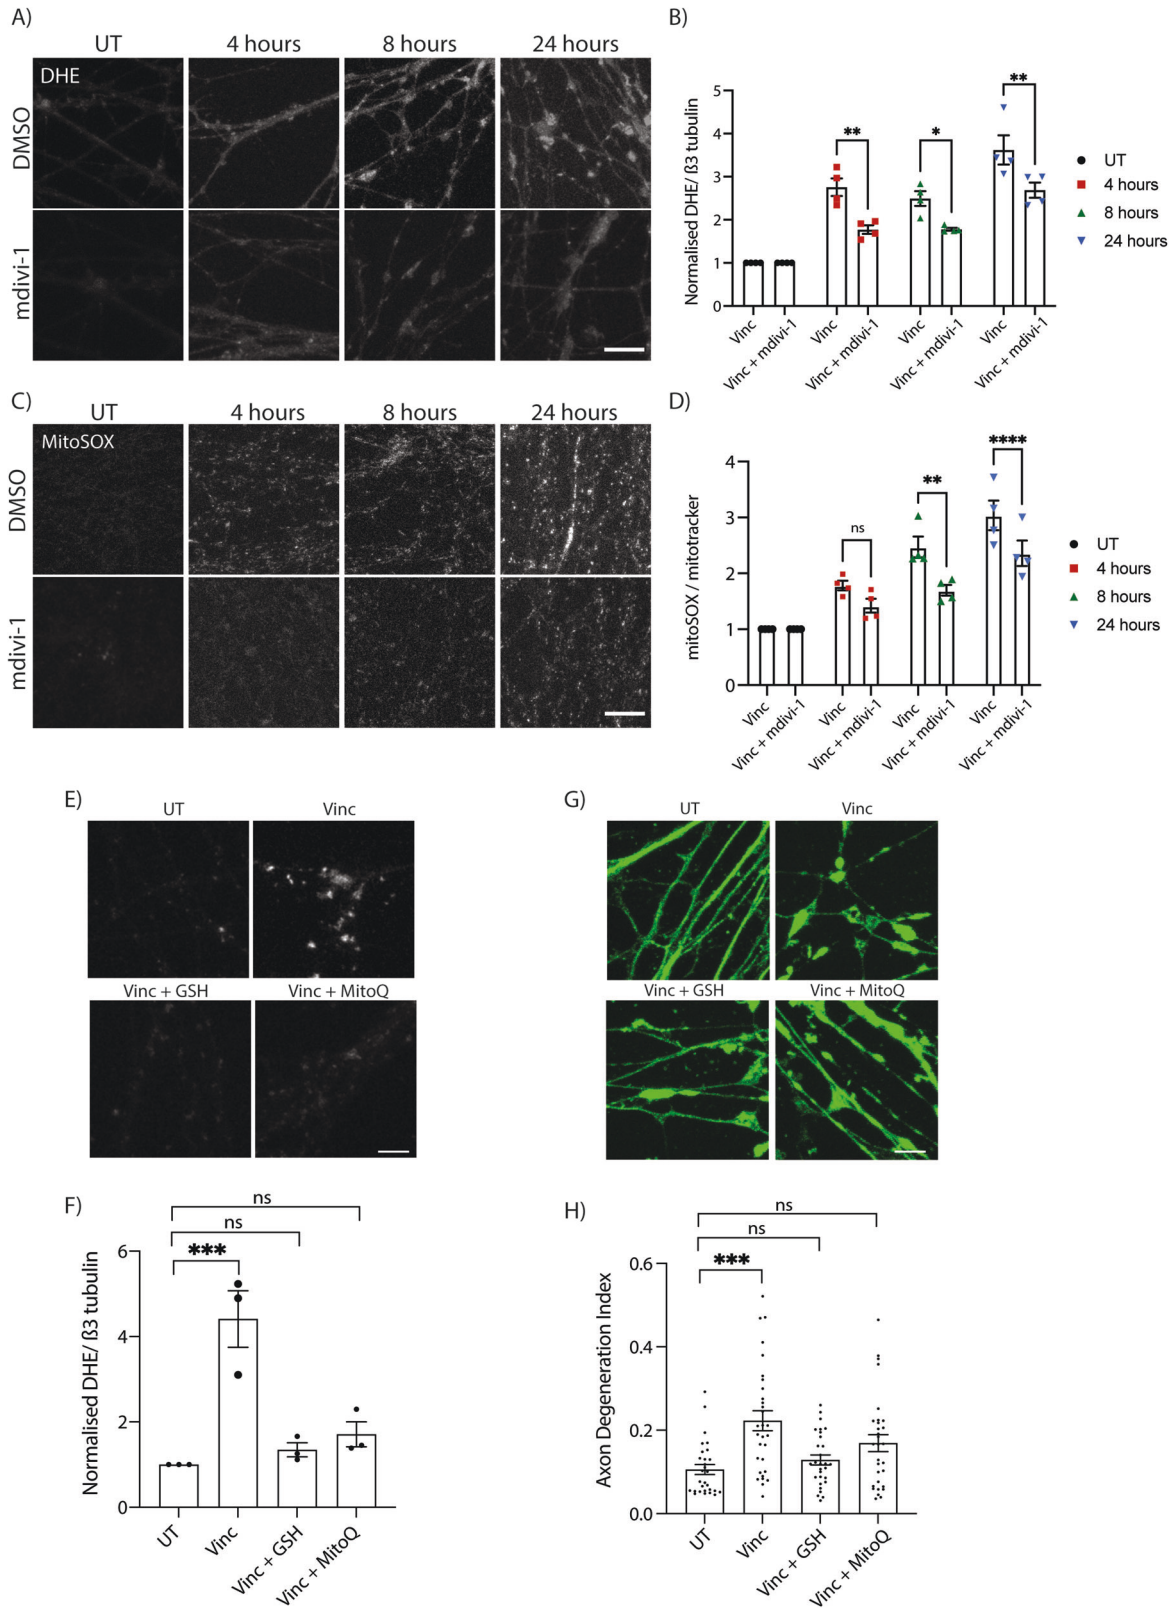 A)
UT 4 hours 8 hours 24 hours
DHE
DMSO
mdivi-1
B)
Normalised DHE/ ß3 tubulin
5
4
3
2
1
0
** * **
Vinc
Vinc + mdivi-1
Vinc
Vinc + mdivi-1
Vinc
Vinc + mdivi-1
Vinc
Vinc + mdivi-1
UT
4 hours
8 hours
24 hours
C)
UT 4 hours 8 hours 24 hours
MitoSOX
DMSO
mdivi-1
D)
mitoSOX / mitotracker
4
3
2
1
0
ns ** ****
Vinc
Vinc + mdivi-1
Vinc
Vinc + mdivi-1
Vinc
Vinc + mdivi-1
Vinc
Vinc + mdivi-1
UT
4 hours
8 hours
24 hours
E)
UT Vinc
Vinc + GSH Vinc + MitoQ
G)
UT Vinc
Vinc + GSH Vinc + MitoQ
F)
ns
ns
***
Normalised DHE/ ß3 tubulin
6
4
2
0
UT
Vinc
Vinc + GSH
Vinc + MitoQ
H)
ns
ns
***
Axon Degeneration Index
0.6
0.4
0.2
0.0
UT
Vinc
Vinc + GSH
Vinc + MitoQ